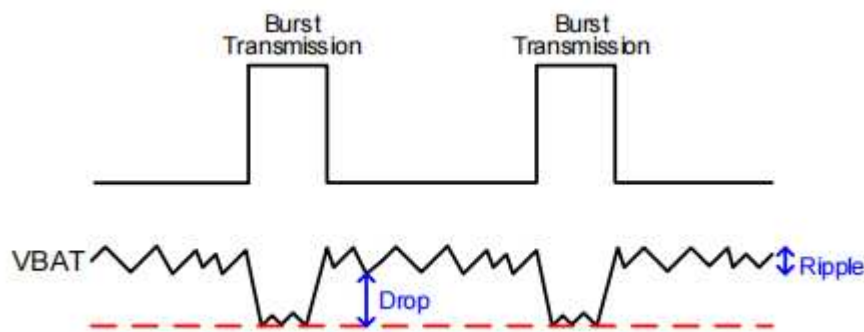 Burst
Transmission
Burst
Transmission
VBAT
Drop
Ripple